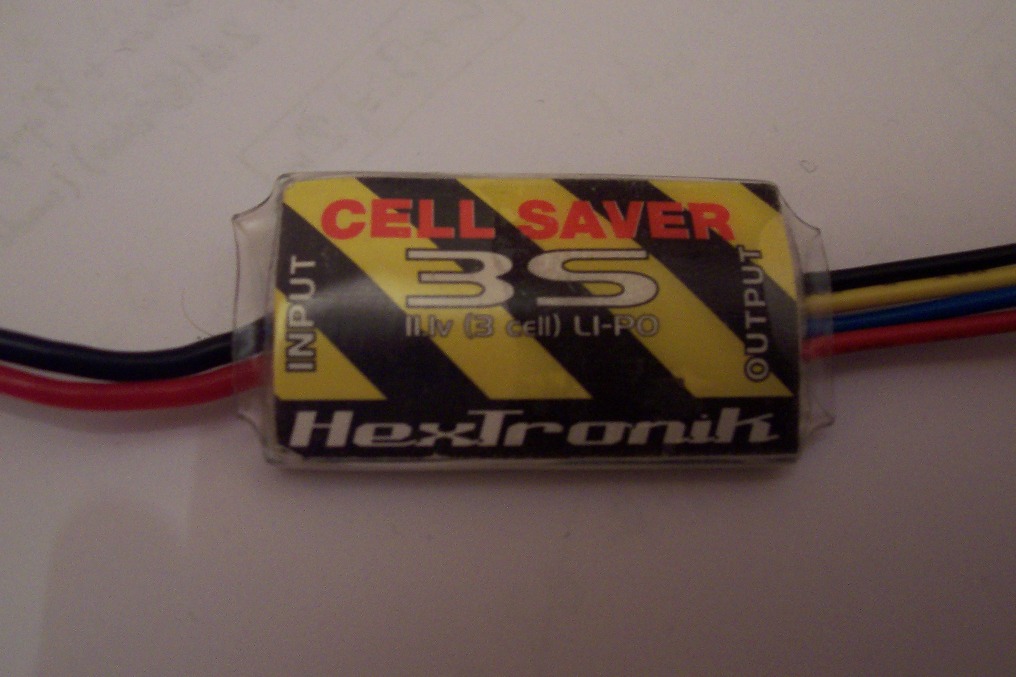 CELL SAVER
3S
11.1v (3 cell) LI-PO
INPUT
OUTPUT
HexTronik